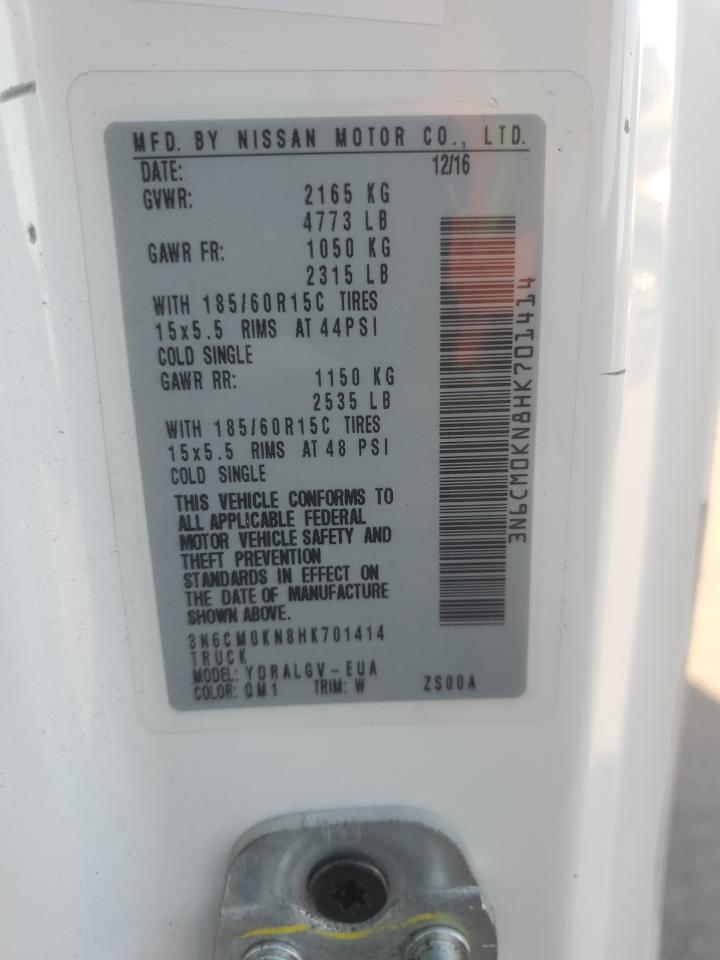 MFD. BY NISSAN MOTOR CO., LTD.
DATE: 12/16
GVWR: 2165 KG
4773 LB
GAWR FR: 1050 KG
2315 LB
WITH 185/60R15C TIRES
15x5.5 RIMS AT 44PSI
COLD SINGLE
GAWR RR: 1150 KG
2535 LB
WITH 185/60R15C TIRES
15x5.5 RIMS AT 48 PSI
COLD SINGLE
THIS VEHICLE CONFORMS TO
ALL APPLICABLE FEDERAL
MOTOR VEHICLE SAFETY AND
THEFT PREVENTION
STANDARDS IN EFFECT ON
THE DATE OF MANUFACTURE
SHOWN ABOVE.
3N6CM0KN8HK701414
TRUCK
MODEL: YDRALGV-EUA
COLOR: QM1 TRIM: W ZS00A
3N6CM0KN8HK701414